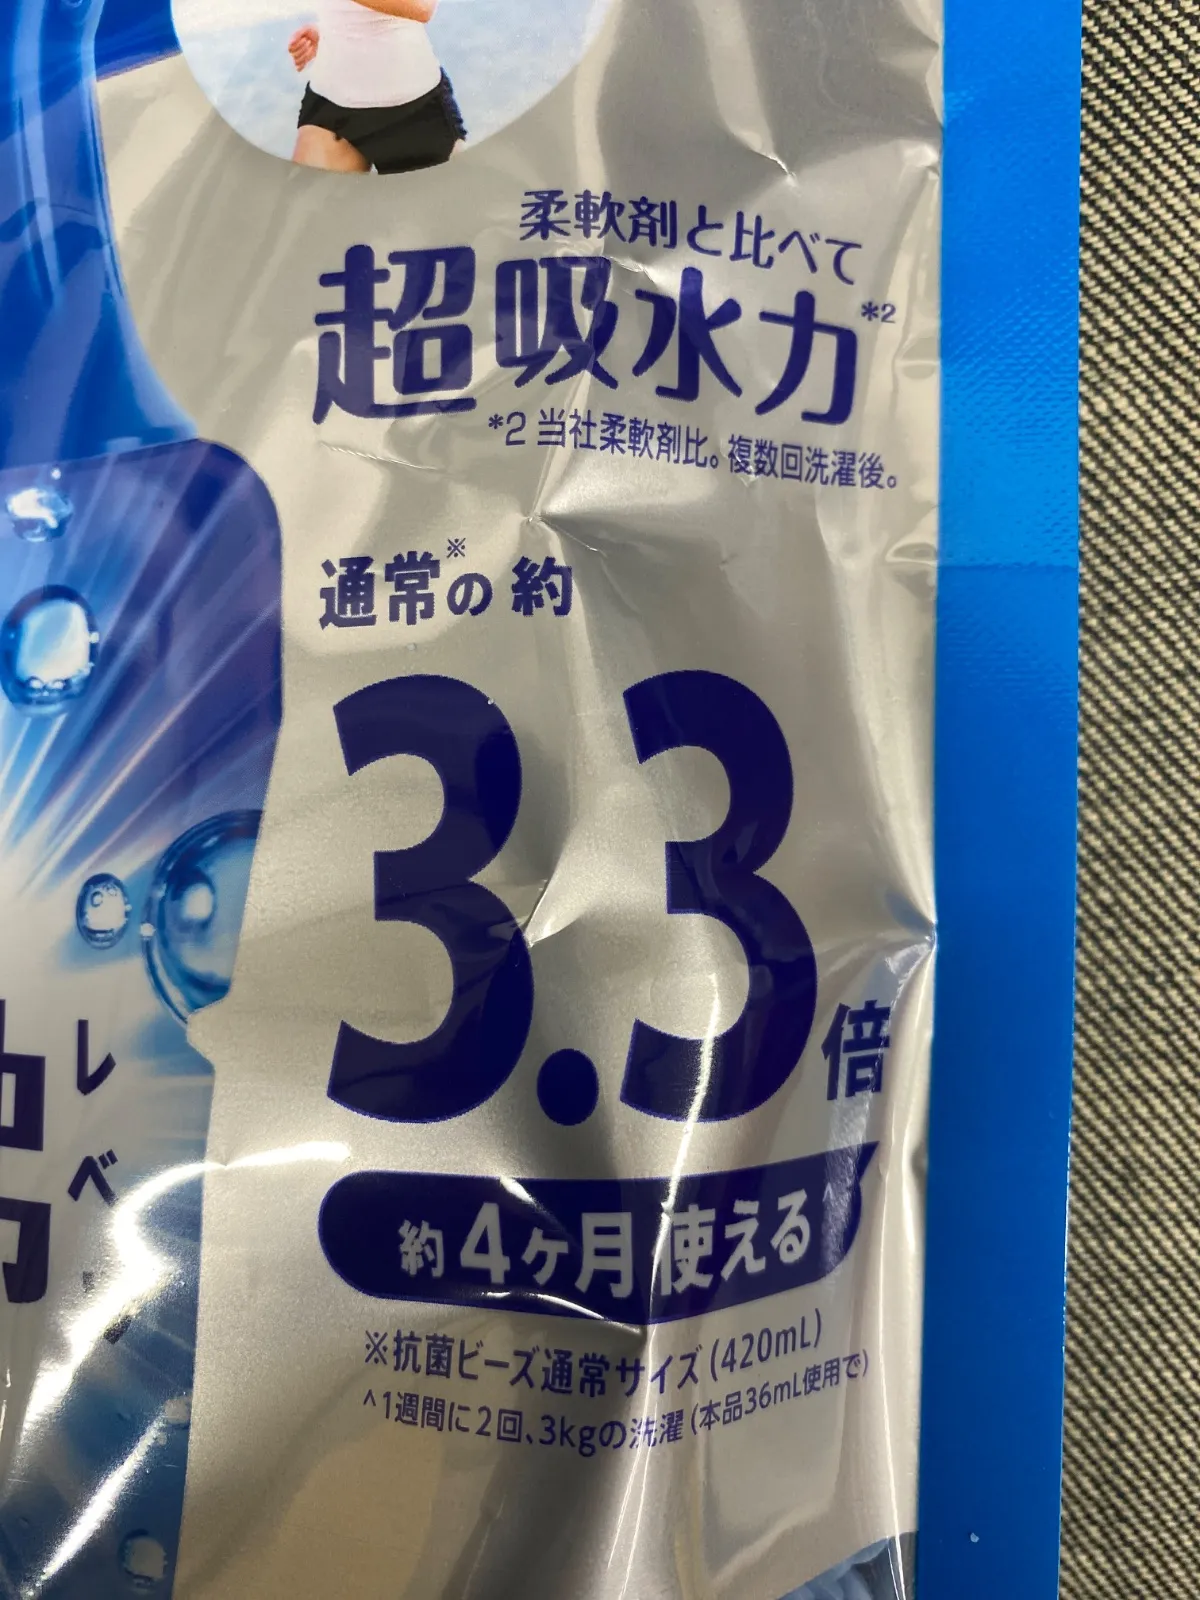 柔軟剤と比べて
超吸水力*2
*2 当社柔軟剤比。複数回洗濯後。
通常※の 約
3.3倍
約4ヶ月使える^
※抗菌ビーズ通常サイズ(420mL)
^1週間に2回、3kgの洗濯(本品36mL使用で)
レベ